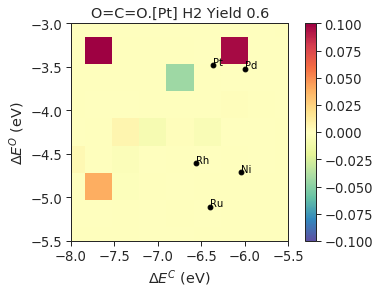 O=C=O.[Pt] H2 Yield 0.6
−3.0
−3.5
−4.0
−4.5
−5.0
−5.5
ΔE^O (eV)
Pt
Pd
Rh
Ni
Ru
−8.0 −7.5 −7.0 −6.5 −6.0 −5.5
ΔE^C (eV)
0.100
0.075
0.050
0.025
0.000
−0.025
−0.050
−0.075
−0.100